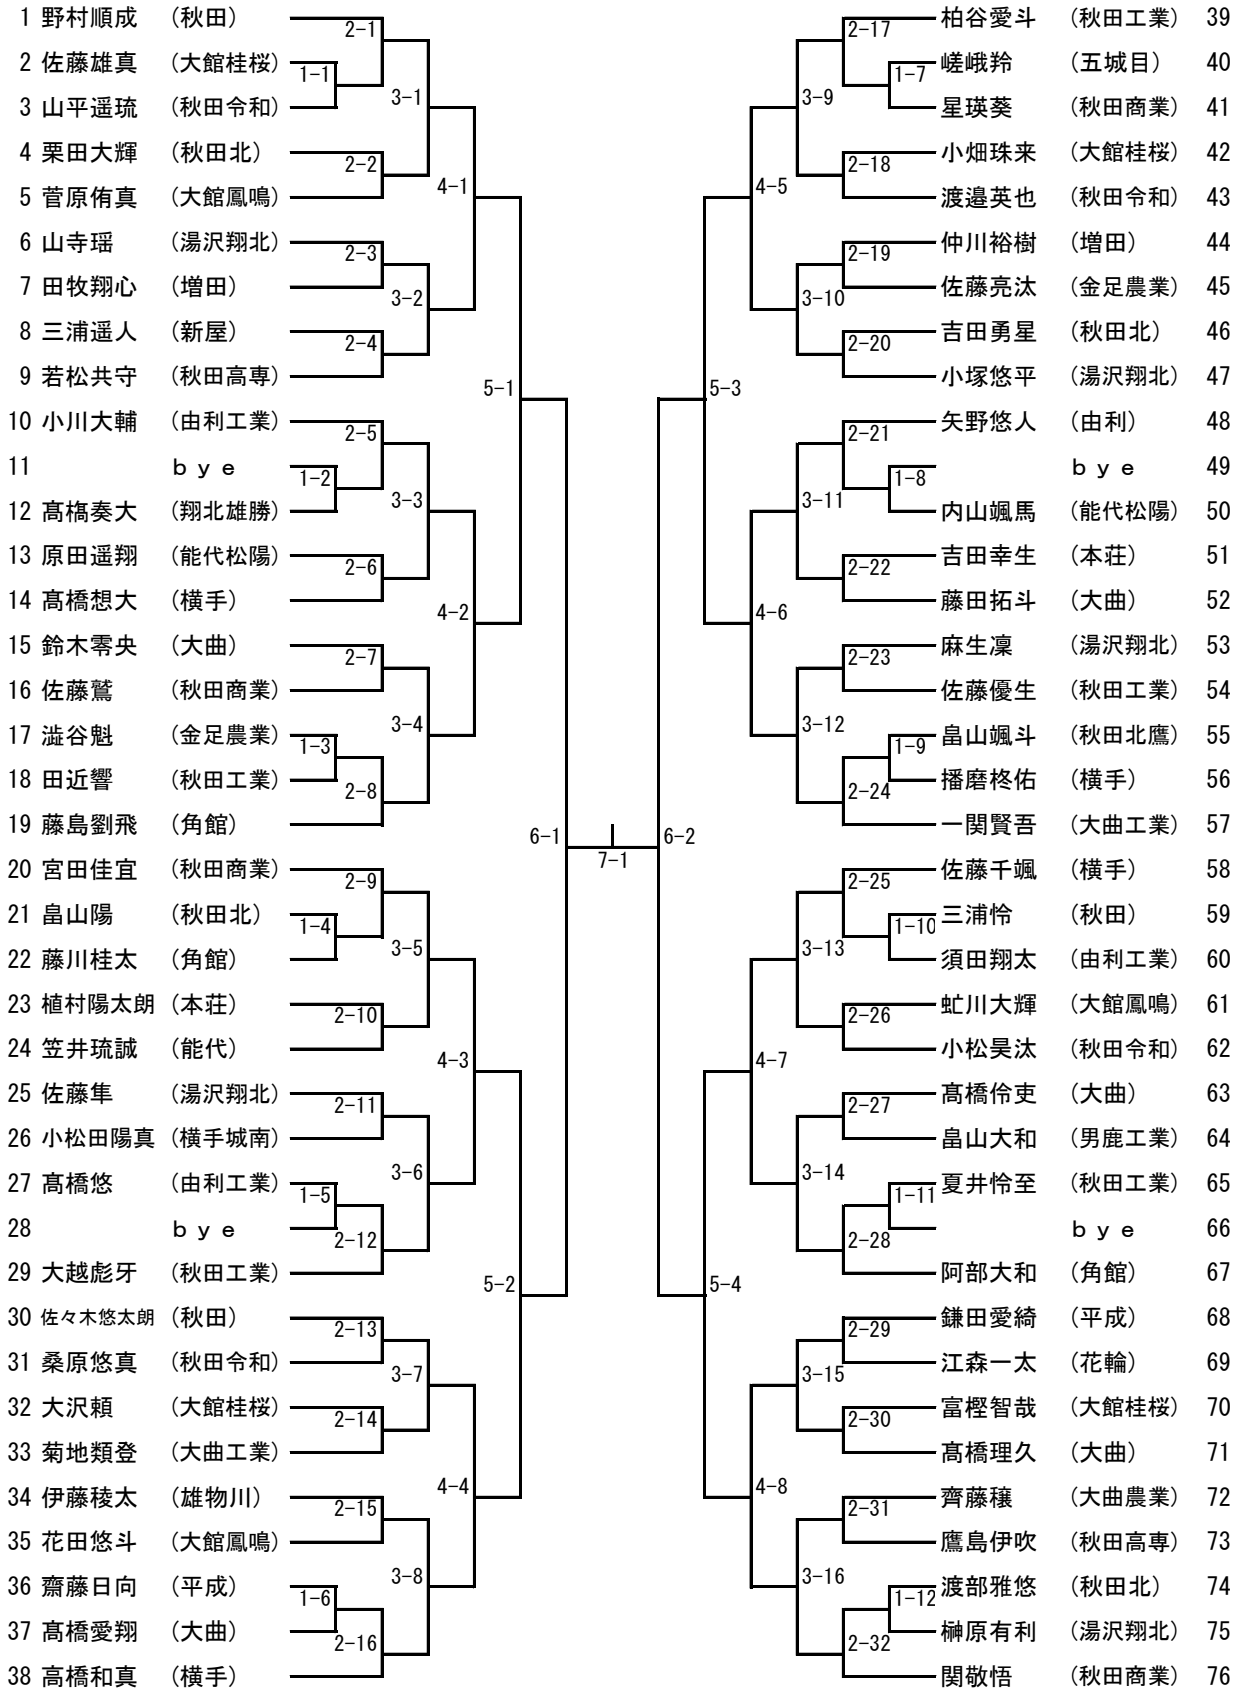 1 野村順成 (秋田)
2 佐藤雄真 (大館桂桜)
3 山平遥琉 (秋田令和)
4 栗田大輝 (秋田北)
5 菅原侑真 (大館鳳鳴)
6 山寺瑶 (湯沢翔北)
7 田牧翔心 (増田)
8 三浦遥人 (新屋)
9 若松共守 (秋田高専)
10 小川大輔 (由利工業)
11 bye
12 髙槗奏大 (翔北雄勝)
13 原田遥翔 (能代松陽)
14 髙橋想大 (横手)
15 鈴木零央 (大曲)
16 佐藤鷲 (秋田商業)
17 澁谷魁 (金足農業)
18 田近響 (秋田工業)
19 藤島劉飛 (角館)
20 宮田佳宜 (秋田商業)
21 畠山陽 (秋田北)
22 藤川桂太 (角館)
23 植村陽太朗 (本荘)
24 笠井琉誠 (能代)
25 佐藤隼 (湯沢翔北)
26 小松田陽真 (横手城南)
27 髙橋悠 (由利工業)
28 bye
29 大越彪牙 (秋田工業)
30 佐々木悠太朗 (秋田)
31 桑原悠真 (秋田令和)
32 大沢頼 (大館桂桜)
33 菊地類登 (大曲工業)
34 伊藤稜太 (雄物川)
35 花田悠斗 (大館鳳鳴)
36 齋藤日向 (平成)
37 髙橋愛翔 (大曲)
38 高橋和真 (横手)
1-1
1-2
1-3
1-4
1-5
1-6
2-1
2-2
2-3
2-4
2-5
2-6
2-7
2-8
2-9
2-10
2-11
2-12
2-13
2-14
2-15
2-16
3-1
3-2
3-3
3-4
3-5
3-6
3-7
3-8
4-1
4-2
4-3
4-4
5-1
5-2
6-1
7-1
6-2
5-3
5-4
4-5
4-6
4-7
4-8
3-9
3-10
3-11
3-12
3-13
3-14
3-15
3-16
2-17
2-18
2-19
2-20
2-21
2-22
2-23
2-24
2-25
2-26
2-27
2-28
2-29
2-30
2-31
2-32
1-7
1-8
1-9
1-10
1-11
1-12
柏谷愛斗 (秋田工業) 39
嵯峨羚 (五城目) 40
星瑛葵 (秋田商業) 41
小畑珠来 (大館桂桜) 42
渡邉英也 (秋田令和) 43
仲川裕樹 (増田) 44
佐藤亮汰 (金足農業) 45
吉田勇星 (秋田北) 46
小塚悠平 (湯沢翔北) 47
矢野悠人 (由利) 48
bye 49
内山颯馬 (能代松陽) 50
吉田幸生 (本荘) 51
藤田拓斗 (大曲) 52
麻生凜 (湯沢翔北) 53
佐藤優生 (秋田工業) 54
畠山颯斗 (秋田北鷹) 55
播磨柊佑 (横手) 56
一関賢吾 (大曲工業) 57
佐藤千颯 (横手) 58
三浦怜 (秋田) 59
須田翔太 (由利工業) 60
虻川大輝 (大館鳳鳴) 61
小松昊汰 (秋田令和) 62
髙橋伶吏 (大曲) 63
畠山大和 (男鹿工業) 64
夏井怜至 (秋田工業) 65
bye 66
阿部大和 (角館) 67
鎌田愛綺 (平成) 68
江森一太 (花輪) 69
富樫智哉 (大館桂桜) 70
髙橋理久 (大曲) 71
齊藤穣 (大曲農業) 72
鷹島伊吹 (秋田高専) 73
渡部雅悠 (秋田北) 74
榊原有利 (湯沢翔北) 75
関敬悟 (秋田商業) 76